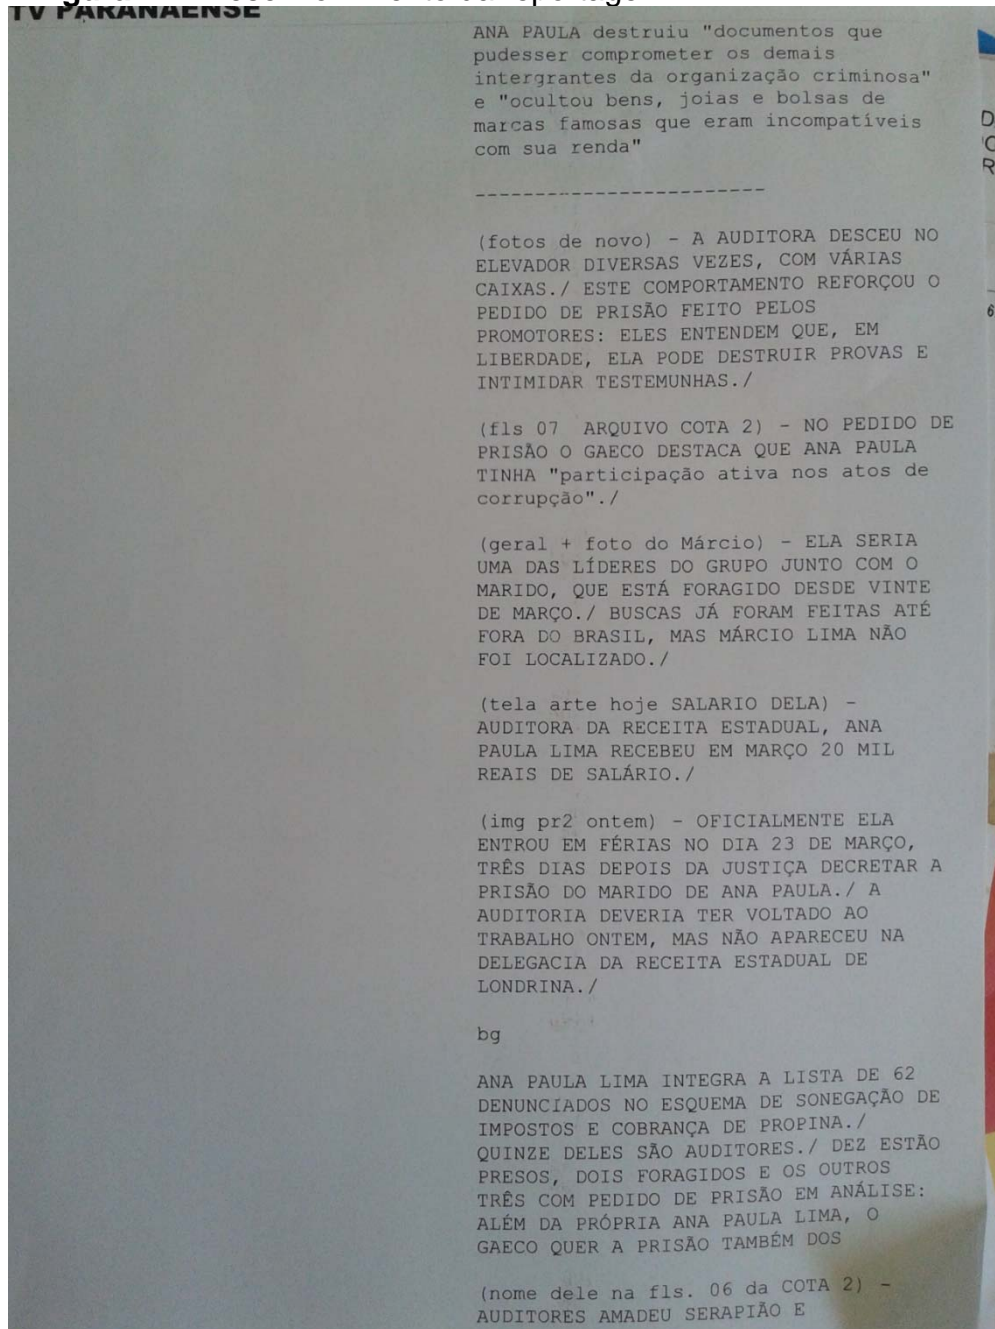 TV PARANAENSE
ANA PAULA destruiu "documentos que
pudesser comprometer os demais
intergrantes da organização criminosa"
e "ocultou bens, joias e bolsas de
marcas famosas que eram incompatíveis
com sua renda"
------------------------
(fotos de novo) - A AUDITORA DESCEU NO
ELEVADOR DIVERSAS VEZES, COM VÁRIAS
CAIXAS./ ESTE COMPORTAMENTO REFORÇOU O
PEDIDO DE PRISÃO FEITO PELOS
PROMOTORES: ELES ENTENDEM QUE, EM
LIBERDADE, ELA PODE DESTRUIR PROVAS E
INTIMIDAR TESTEMUNHAS./
(fls 07 ARQUIVO COTA 2) - NO PEDIDO DE
PRISÃO O GAECO DESTACA QUE ANA PAULA
TINHA "participação ativa nos atos de
corrupção"./
(geral + foto do Márcio) - ELA SERIA
UMA DAS LÍDERES DO GRUPO JUNTO COM O
MARIDO, QUE ESTÁ FORAGIDO DESDE VINTE
DE MARÇO./ BUSCAS JÁ FORAM FEITAS ATÉ
FORA DO BRASIL, MAS MÁRCIO LIMA NÃO
FOI LOCALIZADO./
(tela arte hoje SALARIO DELA) -
AUDITORA DA RECEITA ESTADUAL, ANA
PAULA LIMA RECEBEU EM MARÇO 20 MIL
REAIS DE SALÁRIO./
(img pr2 ontem) - OFICIALMENTE ELA
ENTROU EM FÉRIAS NO DIA 23 DE MARÇO,
TRÊS DIAS DEPOIS DA JUSTIÇA DECRETAR A
PRISÃO DO MARIDO DE ANA PAULA./ A
AUDITORIA DEVERIA TER VOLTADO AO
TRABALHO ONTEM, MAS NÃO APARECEU NA
DELEGACIA DA RECEITA ESTADUAL DE
LONDRINA./
bg
ANA PAULA LIMA INTEGRA A LISTA DE 62
DENUNCIADOS NO ESQUEMA DE SONEGAÇÃO DE
IMPOSTOS E COBRANÇA DE PROPINA./
QUINZE DELES SÃO AUDITORES./ DEZ ESTÃO
PRESOS, DOIS FORAGIDOS E OS OUTROS
TRÊS COM PEDIDO DE PRISÃO EM ANÁLISE:
ALÉM DA PRÓPRIA ANA PAULA LIMA, O
GAECO QUER A PRISÃO TAMBÉM DOS
(nome dele na fls. 06 da COTA 2) -
AUDITORES AMADEU SERAPIÃO E